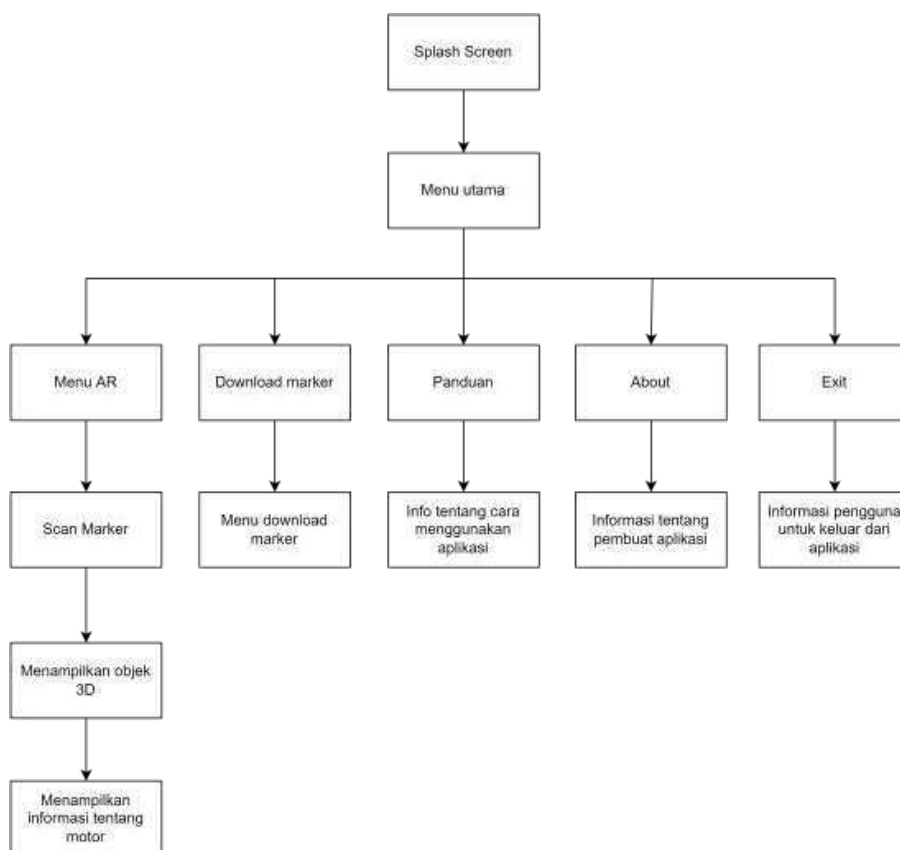 Splash Screen
Menu utama
Menu AR
Download marker
Panduan
About
Exit
Scan Marker
Menu download
marker
Info tentang cara
menggunakan
aplikasi
Informasi tentang
pembuat aplikasi
Informasi pengguna
untuk keluar dari
aplikasi
Menampilkan objek
3D
Menampilkan
informasi tentang
motor